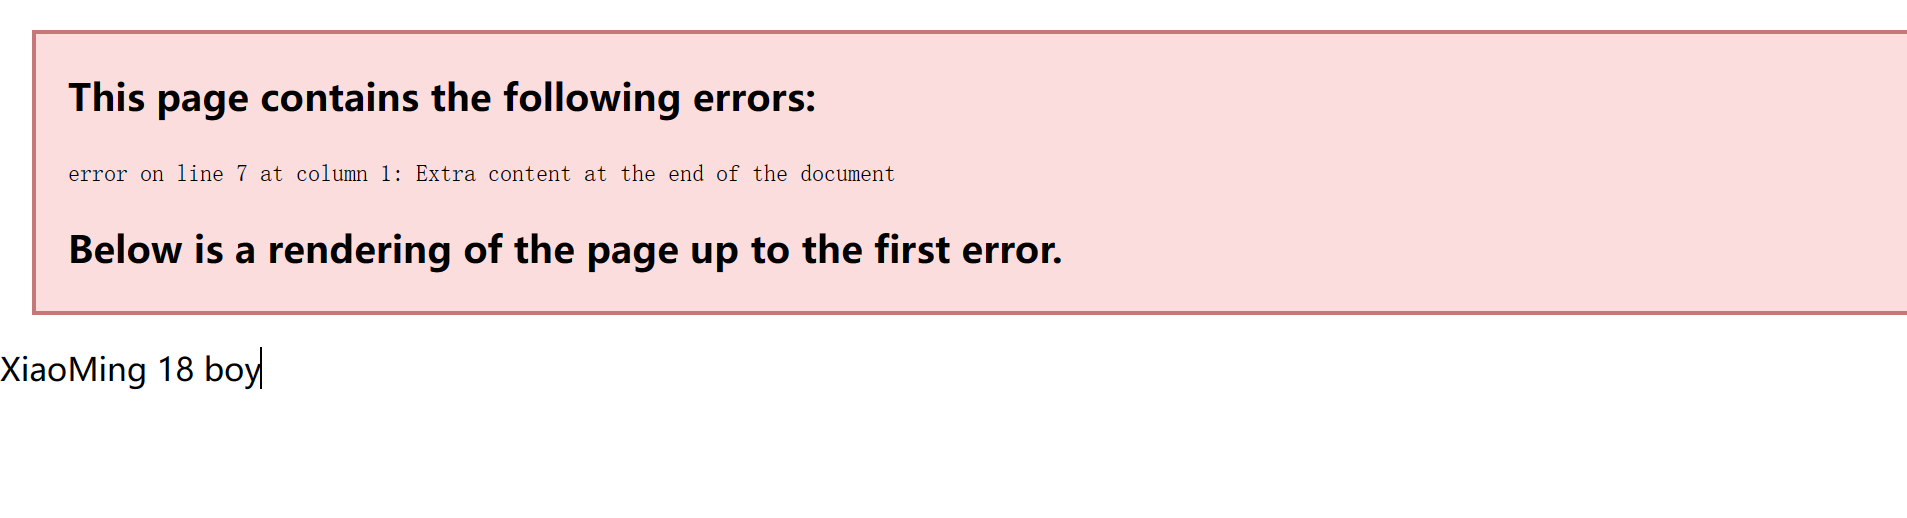 This page contains the following errors:
error on line 7 at column 1: Extra content at the end of the document
Below is a rendering of the page up to the first error.
XiaoMing 18 boy